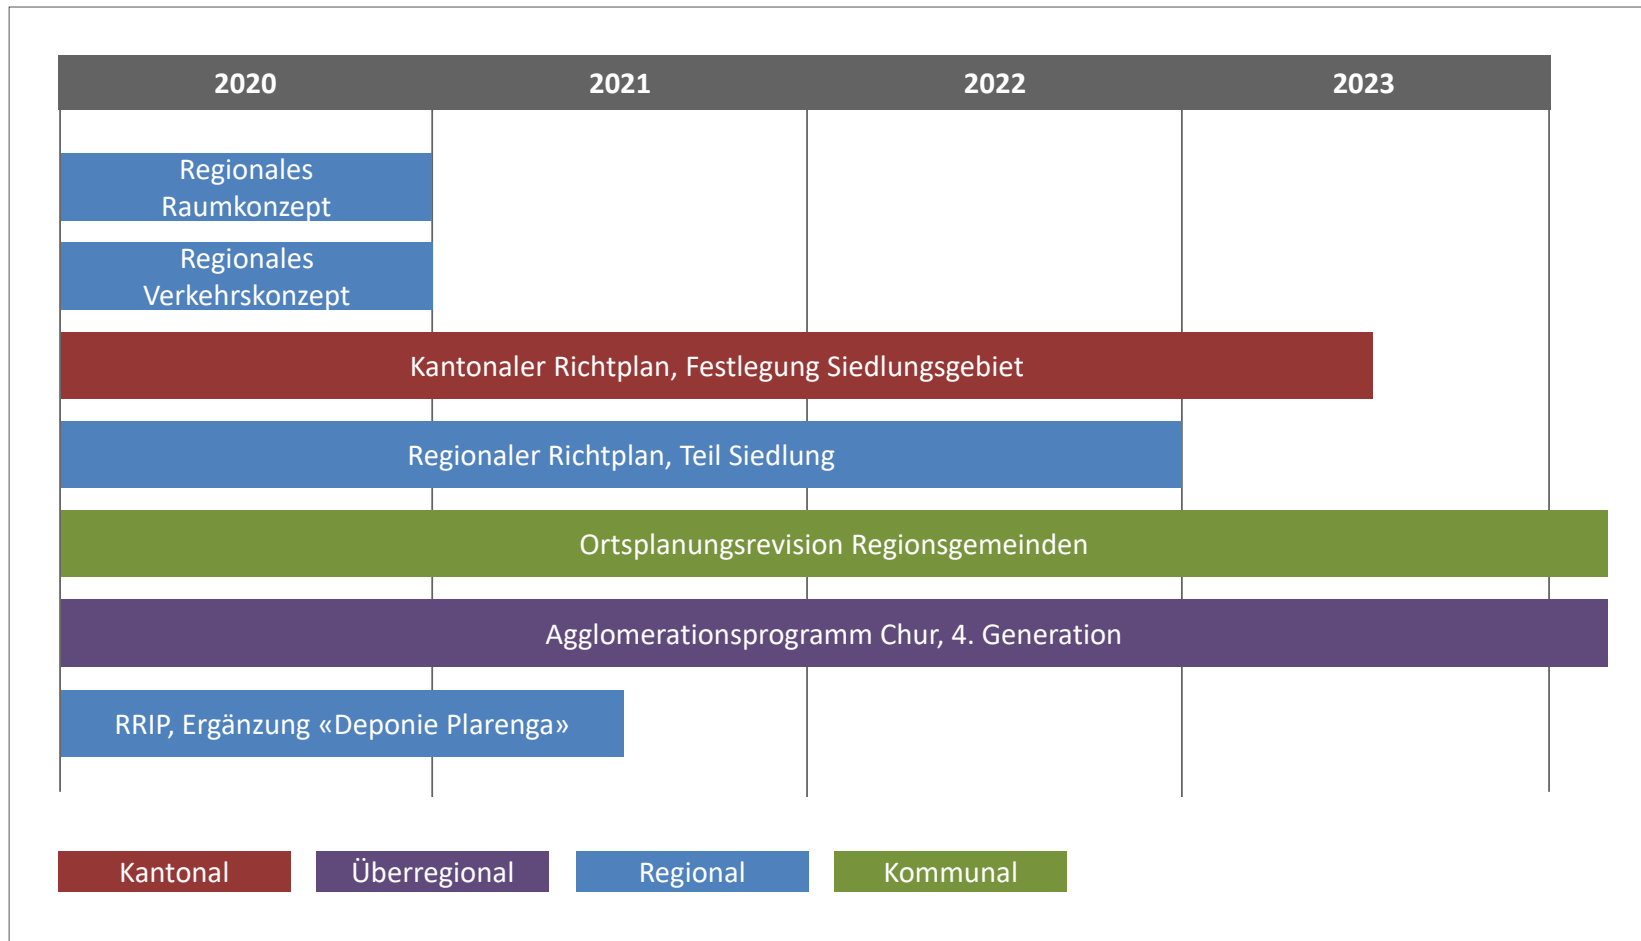 2020 2021 2022 2023
Regionales
Raumkonzept
Regionales
Verkehrskonzept
Kantonaler Richtplan, Festlegung Siedlungsgebiet
Regionaler Richtplan, Teil Siedlung
Ortsplanungsrevision Regionsgemeinden
Agglomerationsprogramm Chur, 4. Generation
RRIP, Ergänzung «Deponie Plarenga»
Kantonal Überregional Regional Kommunal